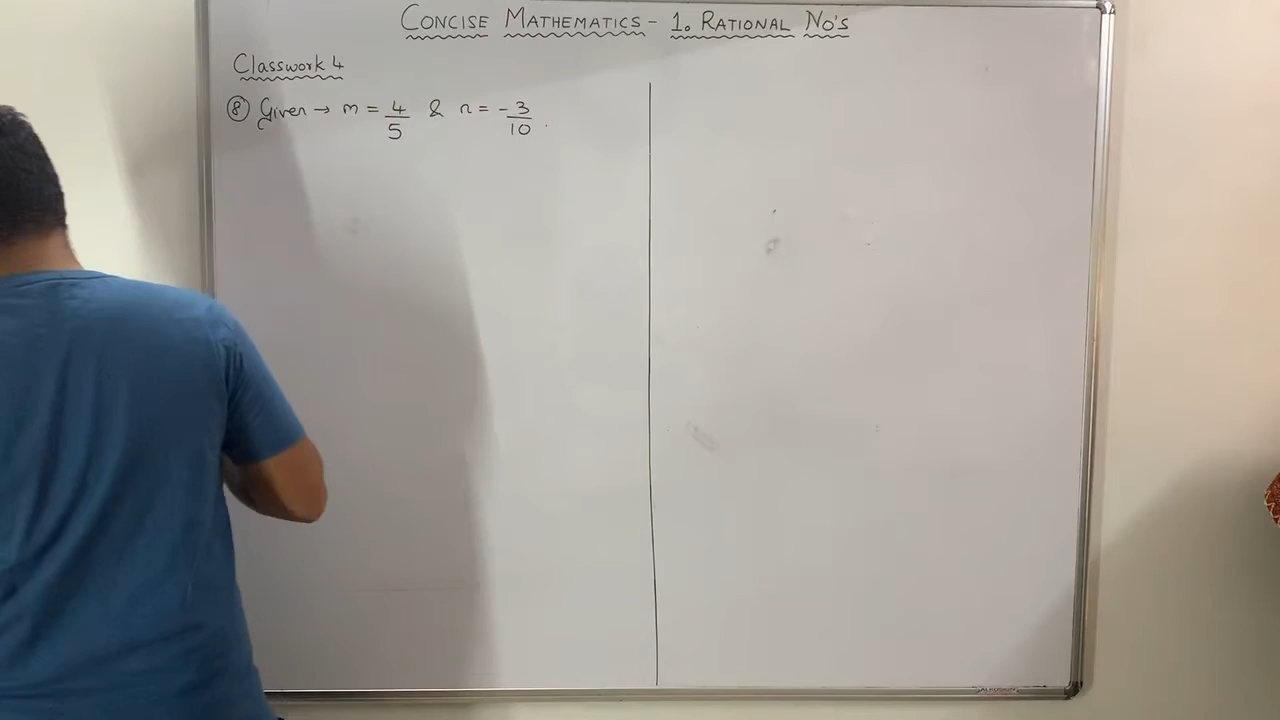 CONCISE MATHEMATICS - 1. RATIONAL NO'S
Classwork 4
⑧ Given → m = 4/5 & n = -3/10.